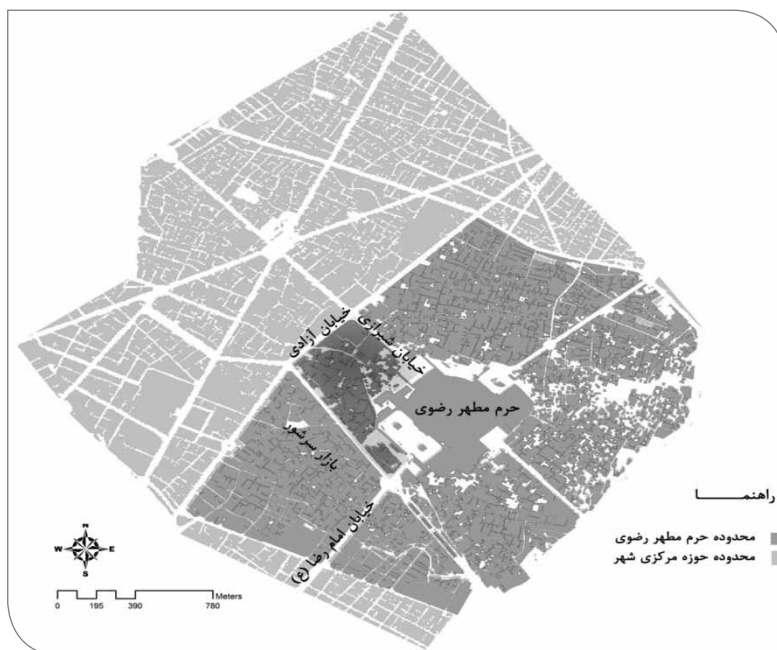 خیابان آزادی
خیابان شیرازی
حرم مطهر رضوی
بازار سرشور
خیابان امام رضا (ع)
راهنمـــــــا
محدوده حرم مطهر رضوی
محدوده حوزه مرکزی شهر
N
W
E
S
Meters
0 195 390 780